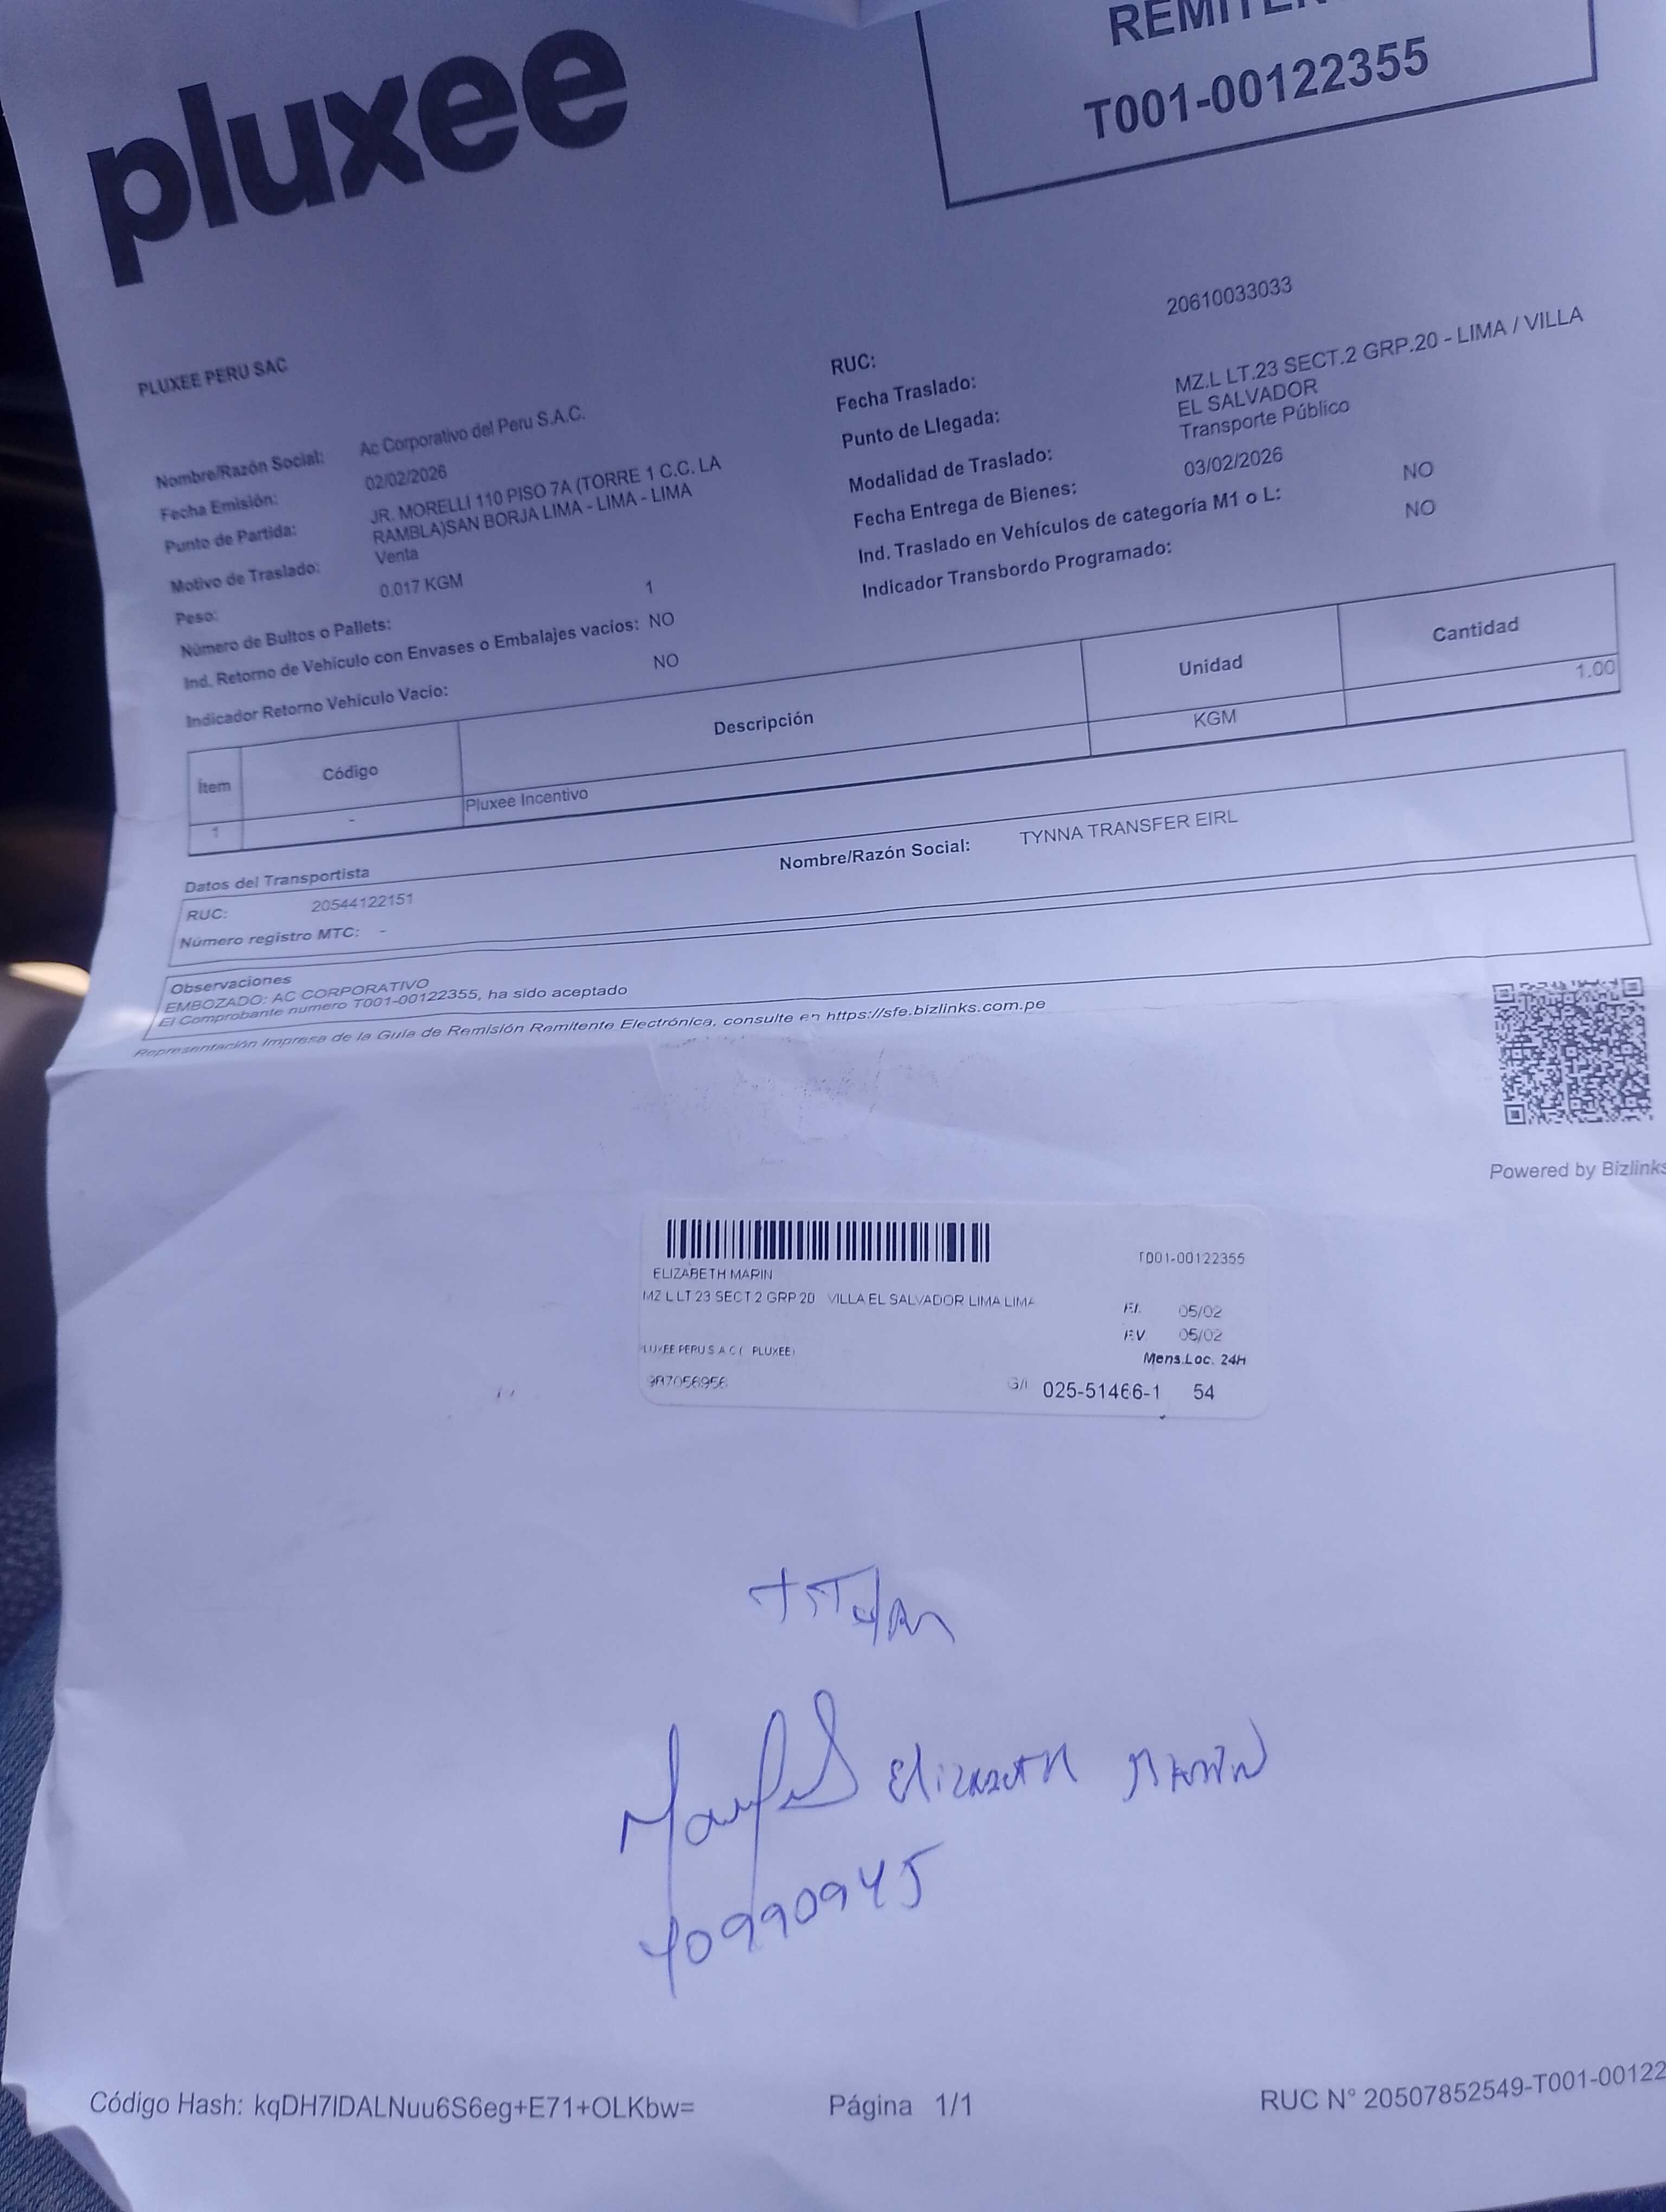 pluxee
T001-00122355
PLUXEE PERU SAC
Nombre/Razón Social: Ac Corporativo del Peru S.A.C.
Fecha Emisión: 02/02/2026
Punto de Partida: JR. MORELLI 110 PISO 7A (TORRE 1 C.C. LA
RAMBLA)SAN BORJA LIMA - LIMA - LIMA
Motivo de Traslado: Venta
Peso: 0.017 KGM
Número de Bultos o Pallets: 1
Ind. Retorno de Vehículo con Envases o Embalajes vacíos: NO
Indicador Retorno Vehículo Vacío: NO
RUC: 20610033033
Fecha Traslado:
Punto de Llegada: MZ.L LT.23 SECT.2 GRP.20 - LIMA / VILLA
EL SALVADOR
Modalidad de Traslado: Transporte Público
Fecha Entrega de Bienes: 03/02/2026
Ind. Traslado en Vehículos de categoría M1 o L: NO
Indicador Transbordo Programado: NO
Ítem Código Descripción Unidad Cantidad
1 - Pluxee Incentivo KGM 1.00
Datos del Transportista
RUC: 20544122151 Nombre/Razón Social: TYNNA TRANSFER EIRL
Número registro MTC: -
Observaciones
EMBOZADO: AC CORPORATIVO
El Comprobante numero T001-00122355, ha sido aceptado
Representación Impresa de la Guía de Remisión Remitente Electrónica, consulte en https://sfe.bizlinks.com.pe
Powered by Bizlinks
T001-00122355
ELIZABETH MARIN
MZ L LT 23 SECT 2 GRP 20 VILLA EL SALVADOR LIMA LIMA
05/02
05/02
PLUXEE PERU S A C ( PLUXEE)
Mens.Loc. 24H
987056956
G/I 025-51466-1 54
Elizabeth Marin
40990945
Código Hash: kqDH7lDALNuu6S6eg+E71+OLKbw=
Página 1/1
RUC N° 20507852549-T001-00122